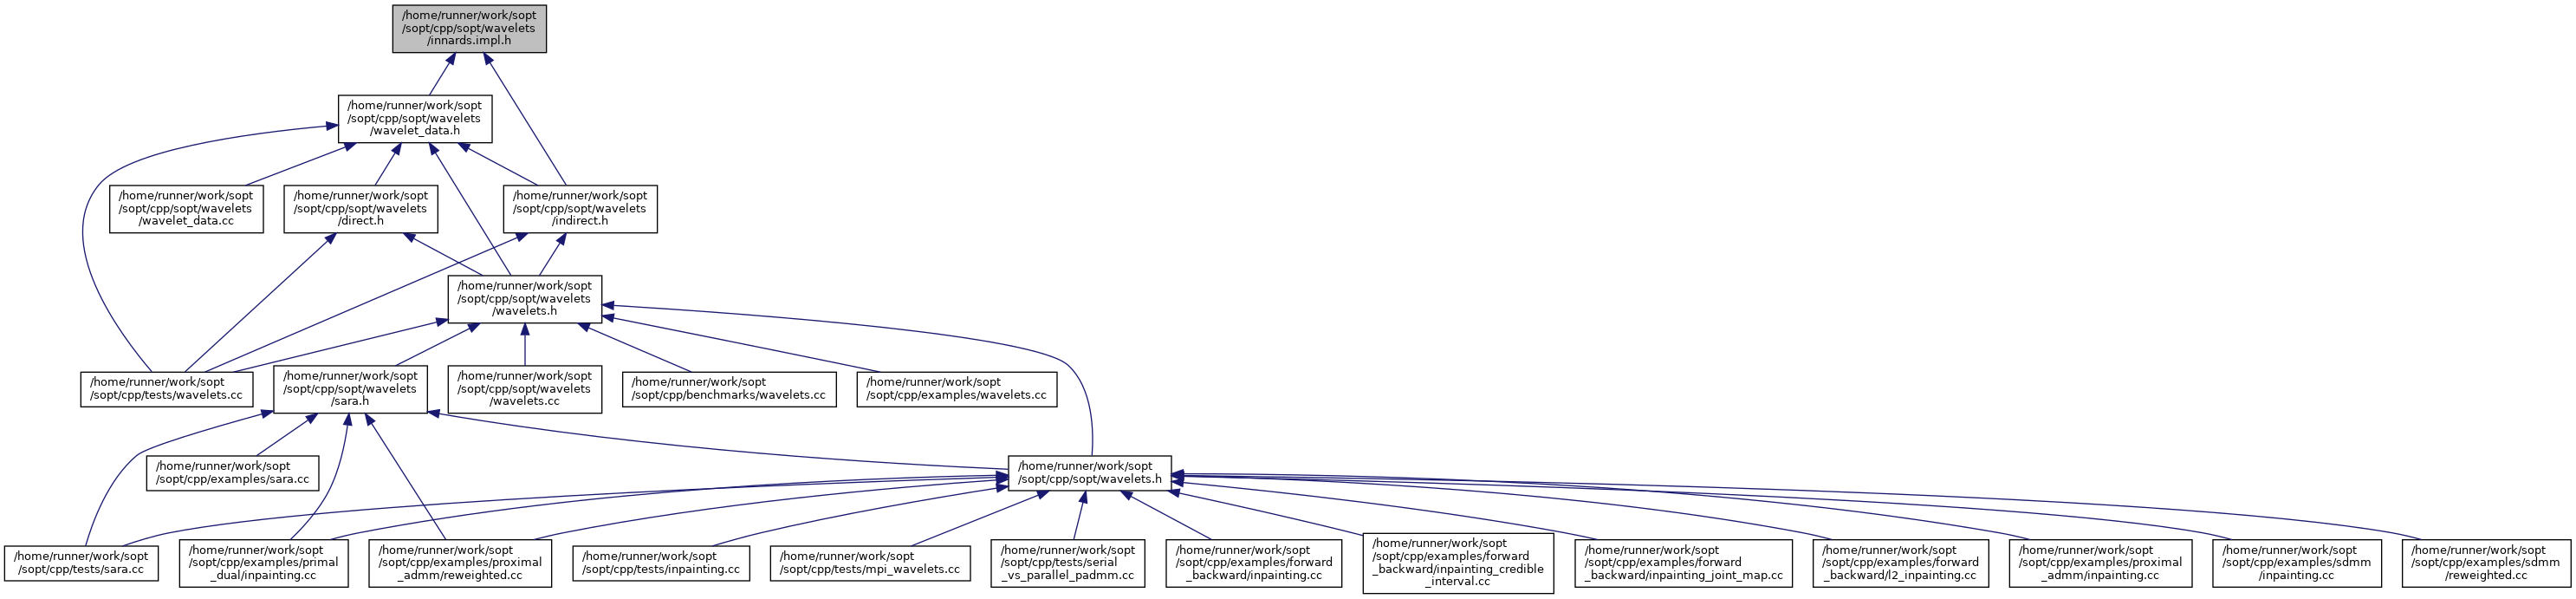 /home/runner/work/sopt
/sopt/cpp/sopt/wavelets
/innards.impl.h
/home/runner/work/sopt
/sopt/cpp/sopt/wavelets
/wavelet_data.h
/home/runner/work/sopt
/sopt/cpp/sopt/wavelets
/wavelet_data.cc
/home/runner/work/sopt
/sopt/cpp/sopt/wavelets
/direct.h
/home/runner/work/sopt
/sopt/cpp/sopt/wavelets
/indirect.h
/home/runner/work/sopt
/sopt/cpp/sopt/wavelets
/wavelets.h
/home/runner/work/sopt
/sopt/cpp/tests/wavelets.cc
/home/runner/work/sopt
/sopt/cpp/sopt/wavelets
/sara.h
/home/runner/work/sopt
/sopt/cpp/sopt/wavelets
/wavelets.cc
/home/runner/work/sopt
/sopt/cpp/benchmarks/wavelets.cc
/home/runner/work/sopt
/sopt/cpp/examples/wavelets.cc
/home/runner/work/sopt
/sopt/cpp/examples/sara.cc
/home/runner/work/sopt
/sopt/cpp/sopt/wavelets.h
/home/runner/work/sopt
/sopt/cpp/tests/sara.cc
/home/runner/work/sopt
/sopt/cpp/examples/primal
_dual/inpainting.cc
/home/runner/work/sopt
/sopt/cpp/examples/proximal
_admm/reweighted.cc
/home/runner/work/sopt
/sopt/cpp/tests/inpainting.cc
/home/runner/work/sopt
/sopt/cpp/tests/mpi_wavelets.cc
/home/runner/work/sopt
/sopt/cpp/tests/serial
_vs_parallel_padmm.cc
/home/runner/work/sopt
/sopt/cpp/examples/forward
_backward/inpainting.cc
/home/runner/work/sopt
/sopt/cpp/examples/forward
_backward/inpainting_credible
_interval.cc
/home/runner/work/sopt
/sopt/cpp/examples/forward
_backward/inpainting_joint_map.cc
/home/runner/work/sopt
/sopt/cpp/examples/forward
_backward/l2_inpainting.cc
/home/runner/work/sopt
/sopt/cpp/examples/proximal
_admm/inpainting.cc
/home/runner/work/sopt
/sopt/cpp/examples/sdmm
/inpainting.cc
/home/runner/work/sopt
/sopt/cpp/examples/sdmm
/reweighted.cc